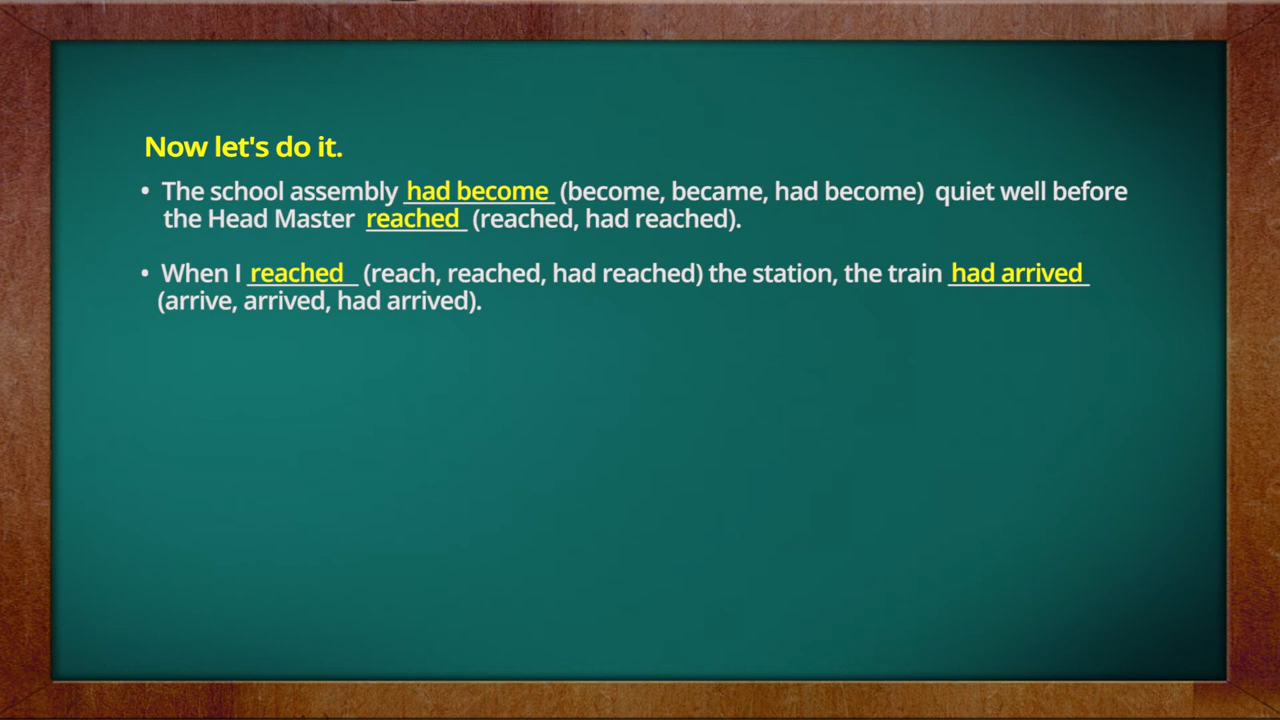 Now let's do it.
• The school assembly had become (become, became, had become) quiet well before
the Head Master reached (reached, had reached).
• When I reached (reach, reached, had reached) the station, the train had arrived
(arrive, arrived, had arrived).